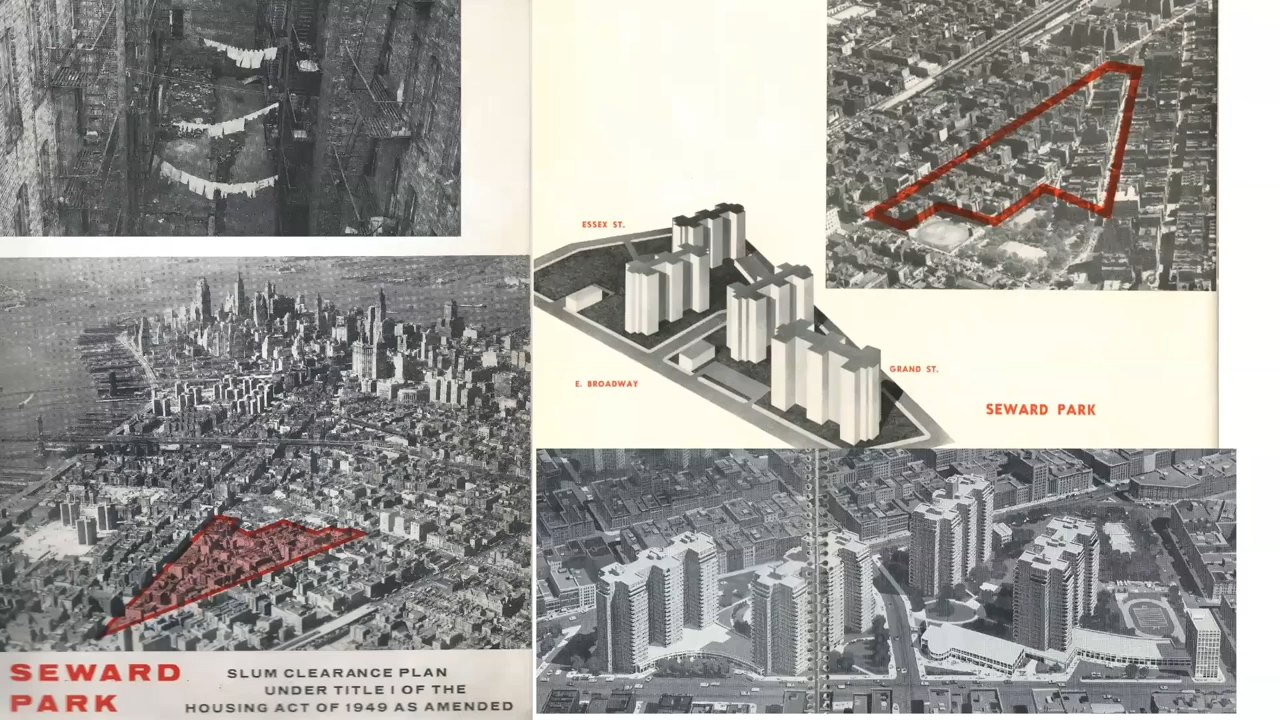 SEWARD
PARK
SLUM CLEARANCE PLAN
UNDER TITLE I OF THE
HOUSING ACT OF 1949 AS AMENDED
ESSEX ST.
E. BROADWAY
GRAND ST.
SEWARD PARK